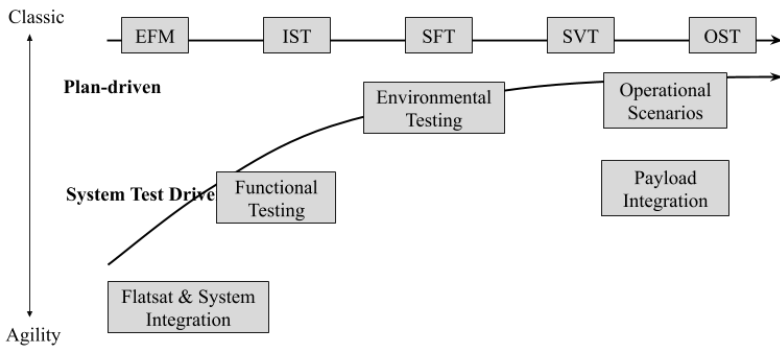 Classic
EFM
IST
SFT
SVT
OST
Plan-driven
Environmental
Testing
Operational
Scenarios
System Test Drive
Functional
Testing
Payload
Integration
Flatsat & System
Integration
Agility